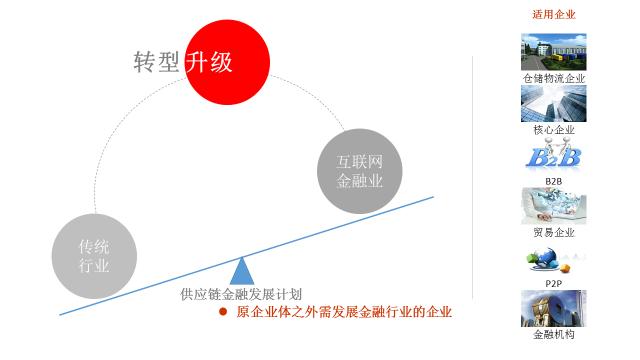 适用企业
转型升级
仓储物流企业
核心企业
互联网
金融业
B2B
B2B
贸易企业
传统
行业
P2P
供应链金融发展计划
原企业体之外需发展金融行业的企业
金融机构